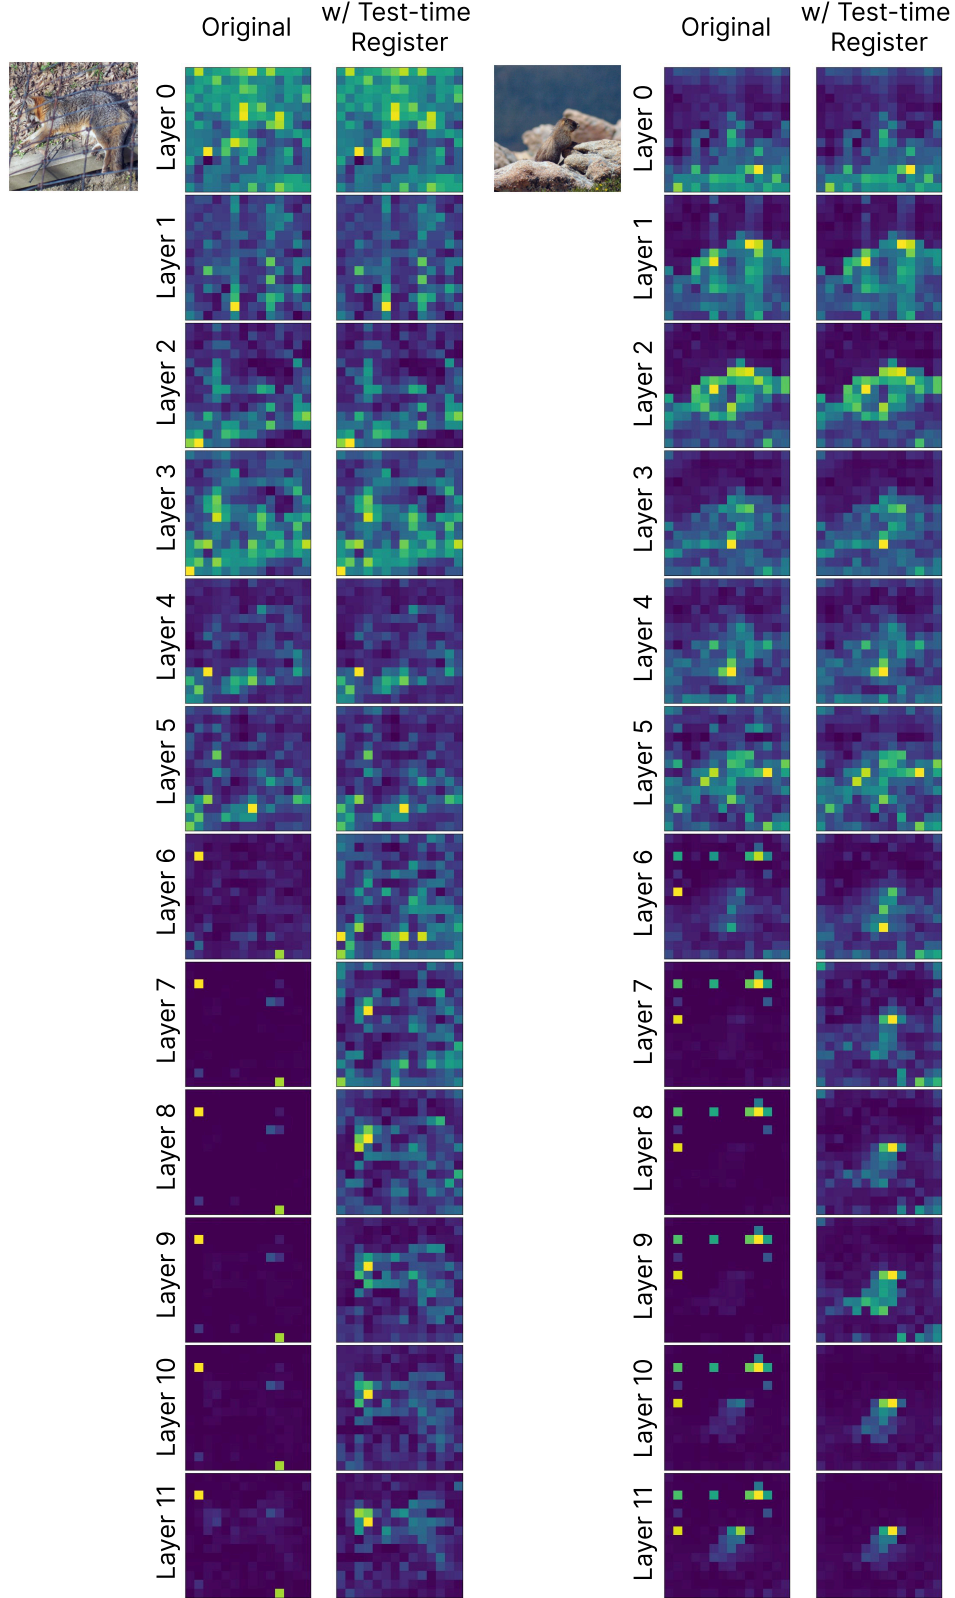 Original
w/ Test-time
Register
Original
w/ Test-time
Register
Layer 0
Layer 0
Layer 1
Layer 1
Layer 2
Layer 2
Layer 3
Layer 3
Layer 4
Layer 4
Layer 5
Layer 5
Layer 6
Layer 6
Layer 7
Layer 7
Layer 8
Layer 8
Layer 9
Layer 9
Layer 10
Layer 10
Layer 11
Layer 11